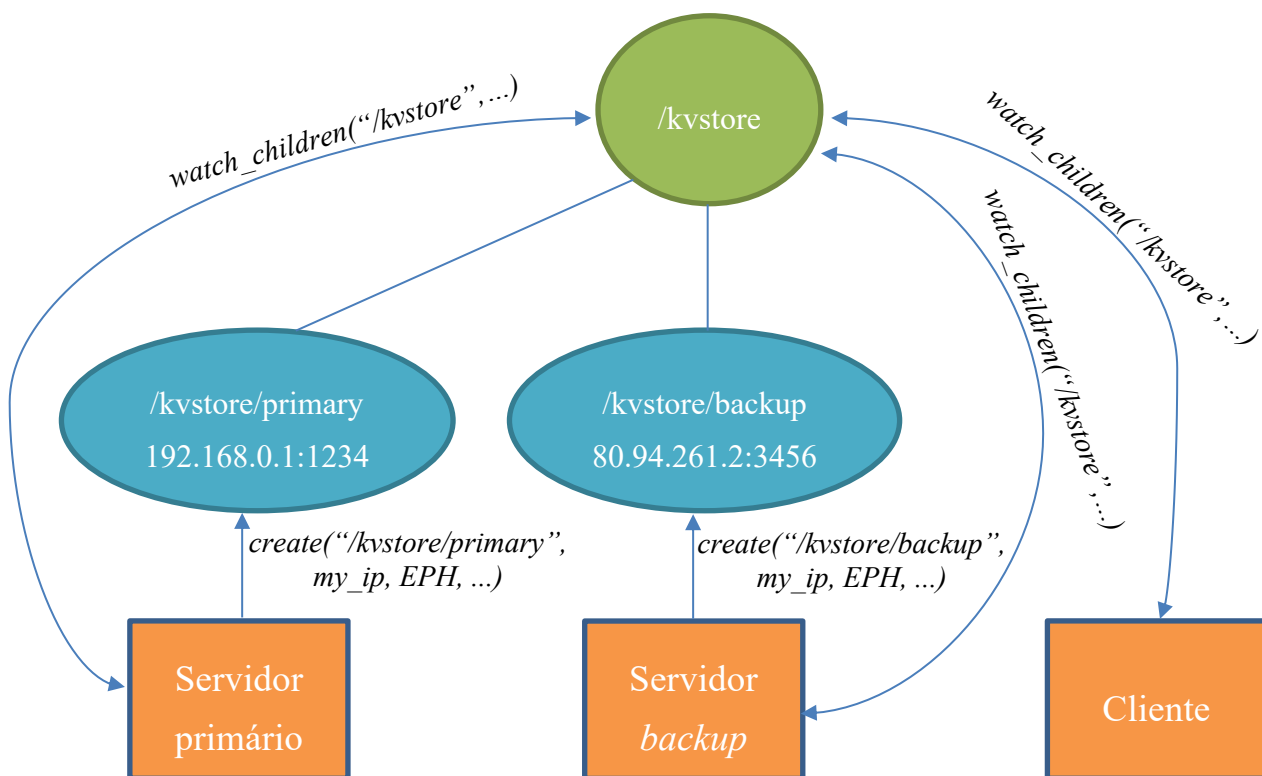 /kvstore
watch_children(“/kvstore”,...)
watch_children(“/kvstore”,...)
watch_children(“/kvstore”,...)
/kvstore/primary
192.168.0.1:1234
/kvstore/backup
80.94.261.2:3456
create(“/kvstore/primary”,
my_ip, EPH, ...)
create(“/kvstore/backup”,
my_ip, EPH, ...)
Servidor
primário
Servidor
backup
Cliente